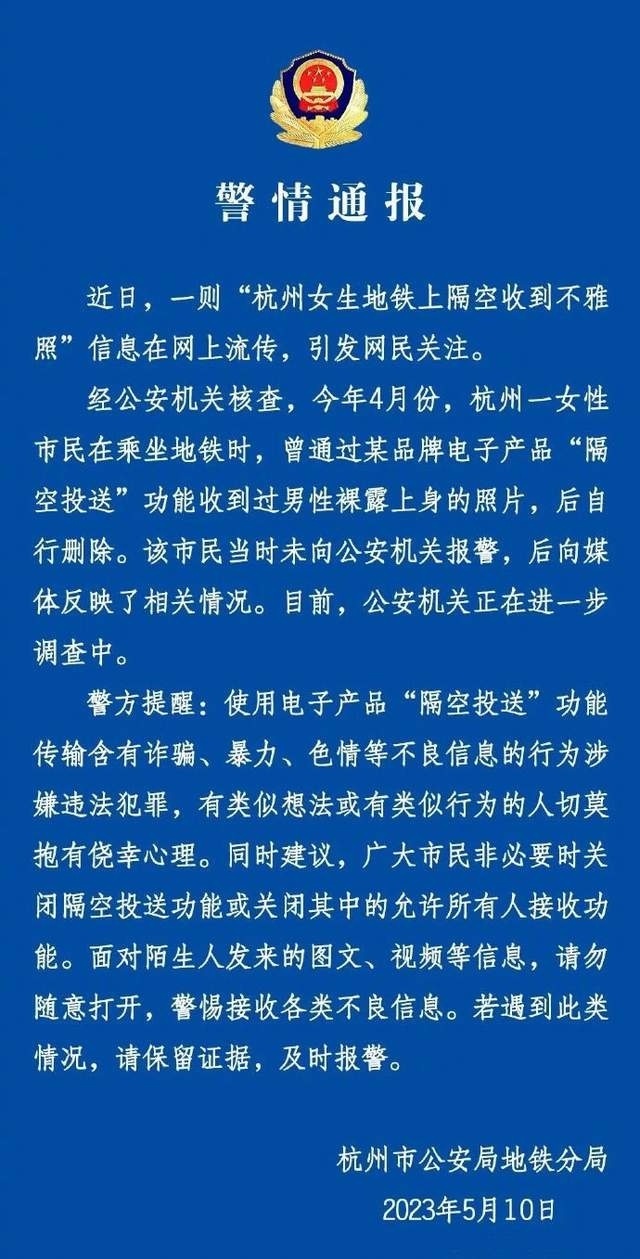 警情通报
近日，一则“杭州女生地铁上隔空收到不雅
照”信息在网上流传，引发网民关注。
经公安机关核查，今年4月份，杭州一女性
市民在乘坐地铁时，曾通过某品牌电子产品“隔
空投送”功能收到过男性裸露上身的照片，后自
行删除。该市民当时未向公安机关报警，后向媒
体反映了相关情况。目前，公安机关正在进一步
调查中。
警方提醒：使用电子产品“隔空投送”功能
传输含有诈骗、暴力、色情等不良信息的行为涉
嫌违法犯罪，有类似想法或有类似行为的人切莫
抱有侥幸心理。同时建议，广大市民非必要时关
闭隔空投送功能或关闭其中的允许所有人接收功
能。面对陌生人发来的图文、视频等信息，请勿
随意打开，警惕接收各类不良信息。若遇到此类
情况，请保留证据，及时报警。
杭州市公安局地铁分局
2023年5月10日